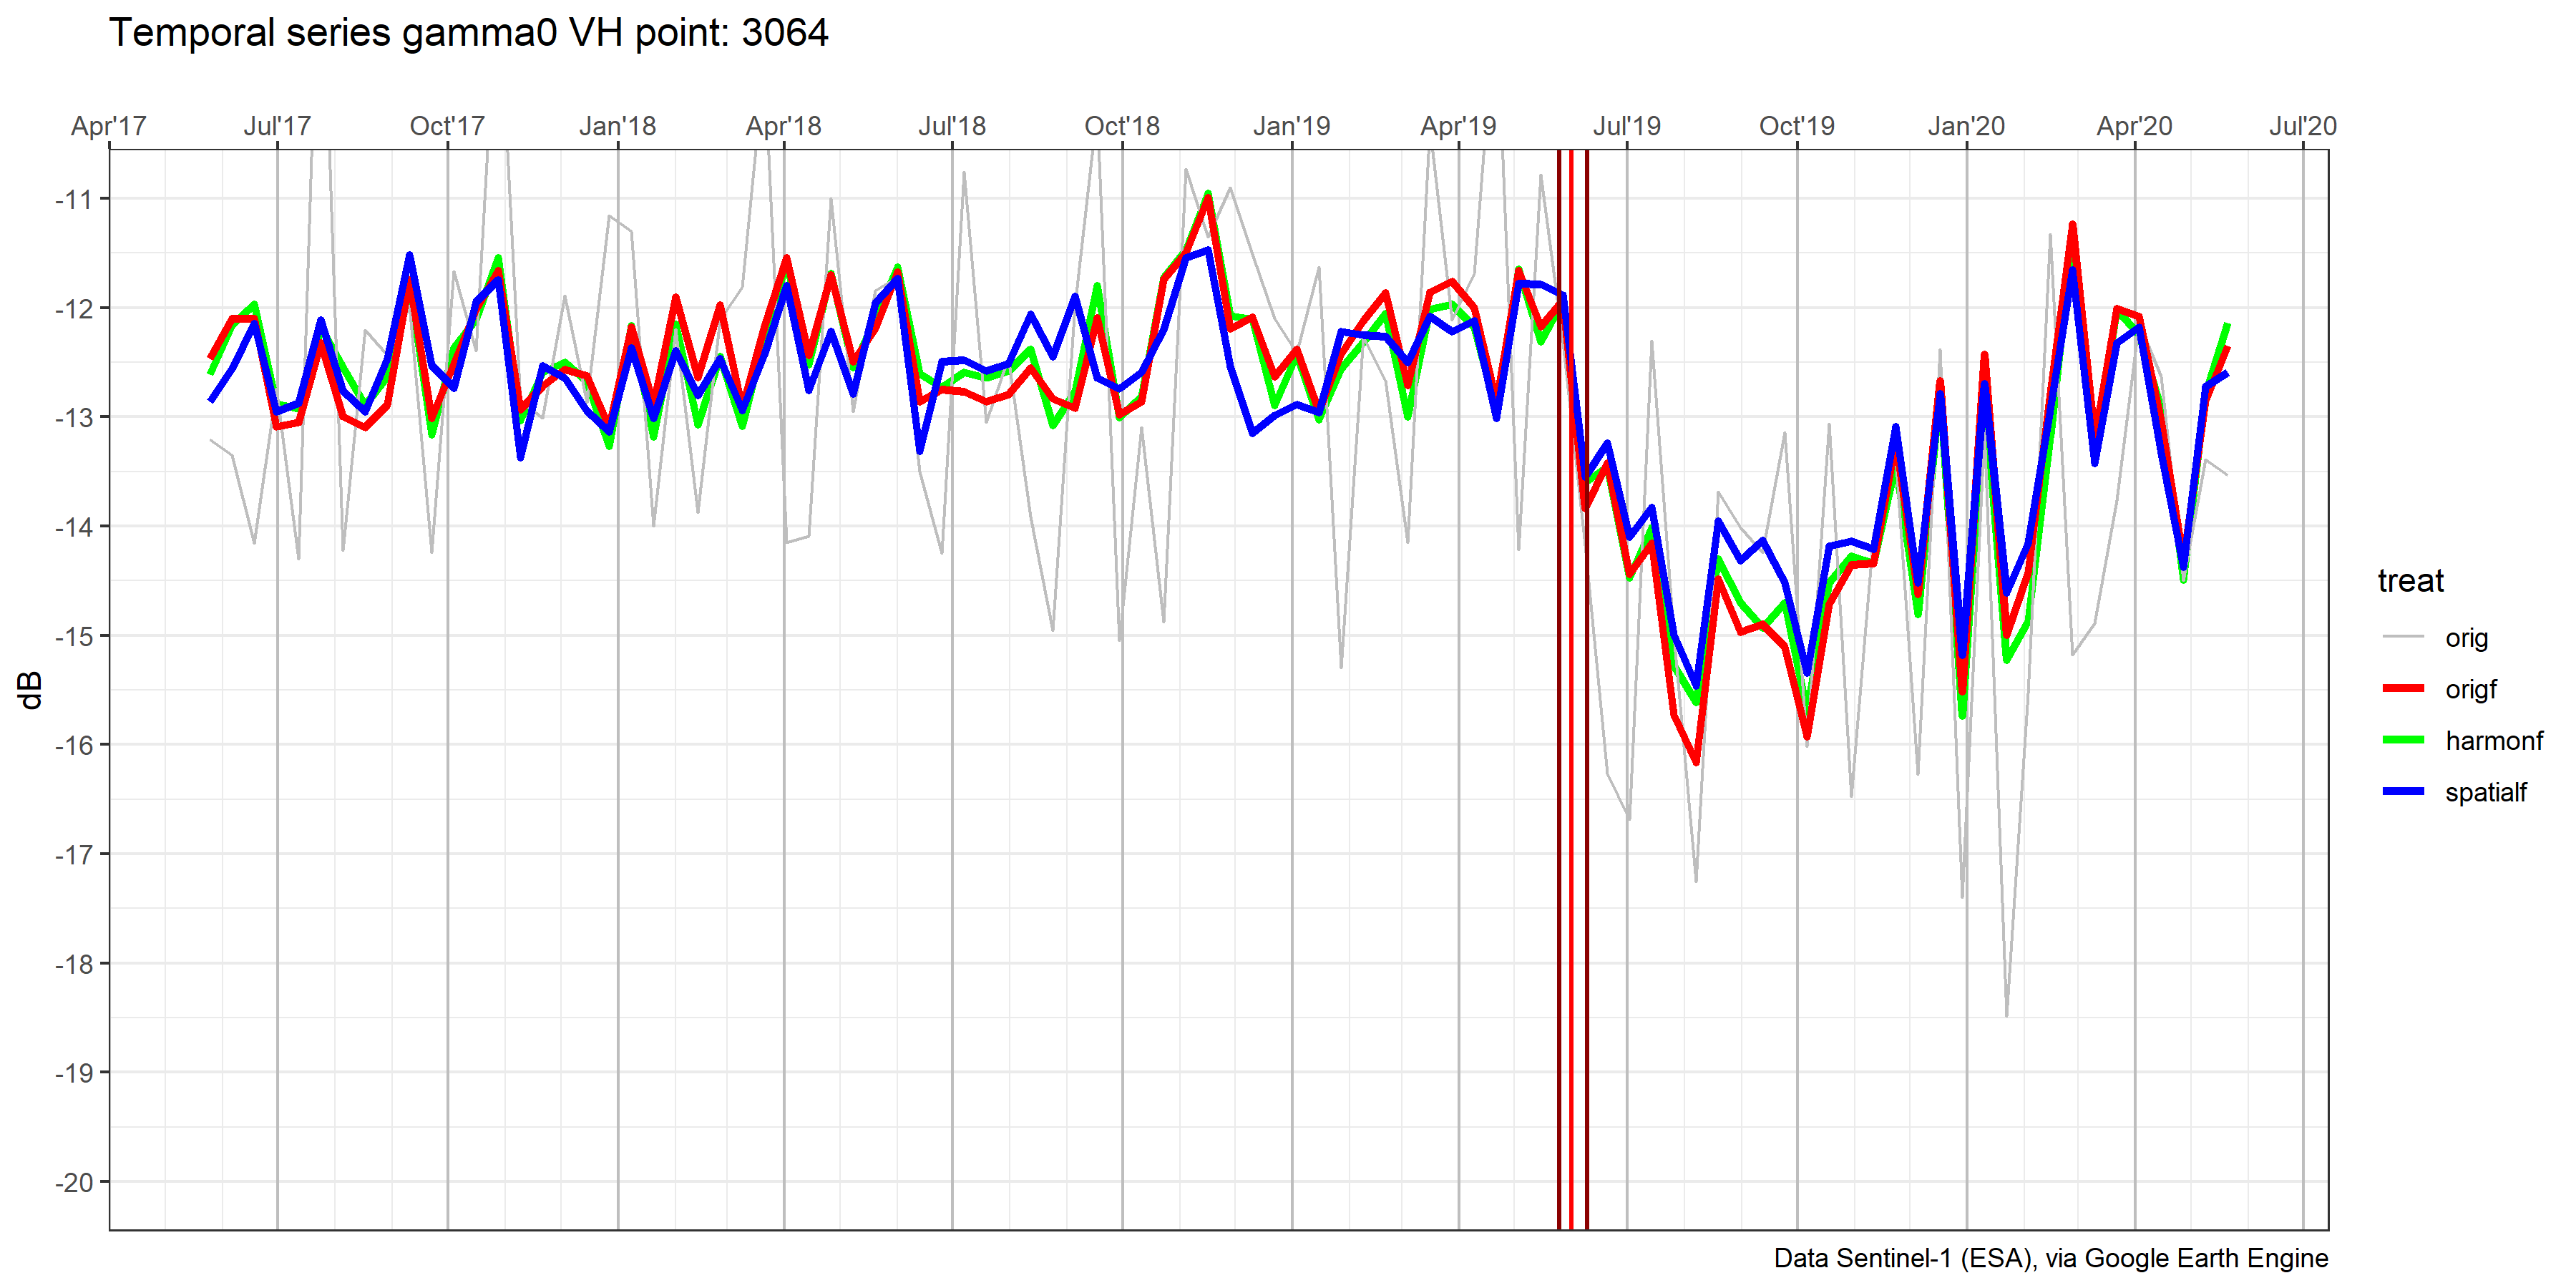 Temporal series gamma0 VH point: 3064
Apr'17 Jul'17 Oct'17 Jan'18 Apr'18 Jul'18 Oct'18 Jan'19 Apr'19 Jul'19 Oct'19 Jan'20 Apr'20 Jul'20
-11
-12
-13
-14
-15
-16
-17
-18
-19
-20
dB
treat
orig
origf
harmonf
spatialf
Data Sentinel-1 (ESA), via Google Earth Engine